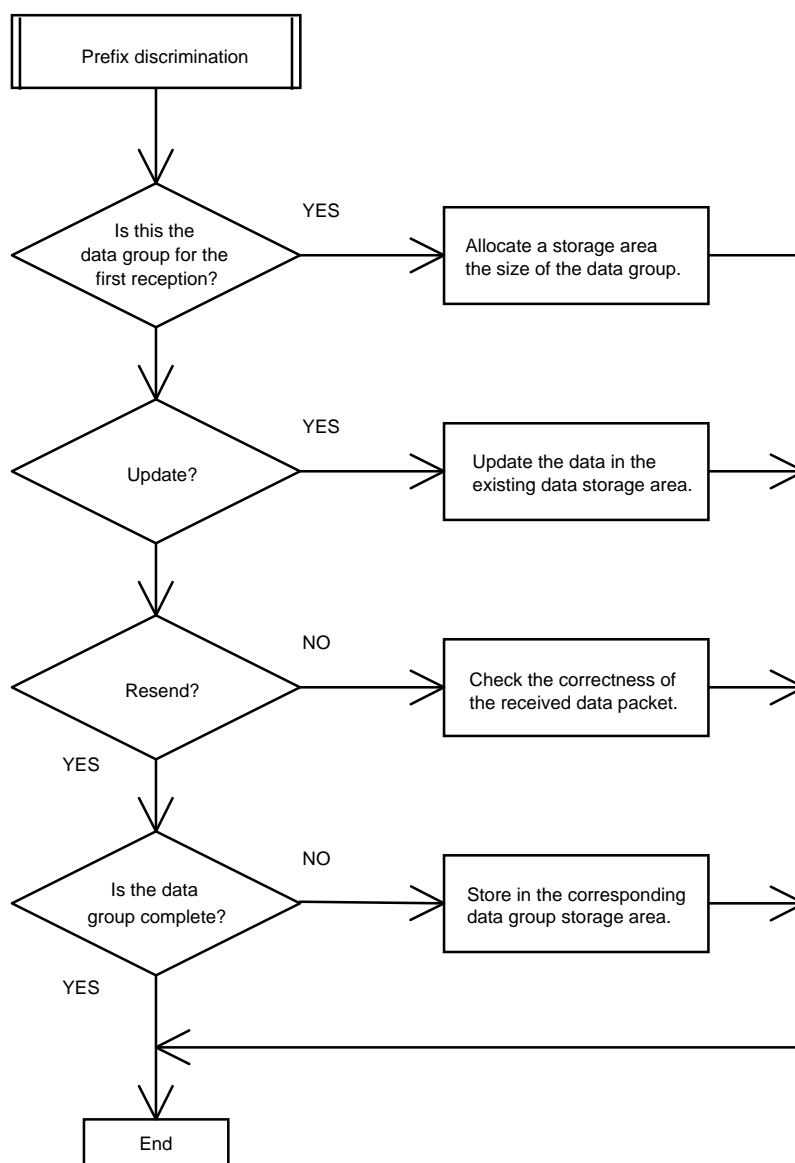 Prefix discrimination
Is this the
data group for the
first reception?
YES
Allocate a storage area
the size of the data group.
Update?
YES
Update the data in the
existing data storage area.
Resend?
NO
Check the correctness of
the received data packet.
YES
Is the data
group complete?
NO
Store in the corresponding
data group storage area.
YES
End